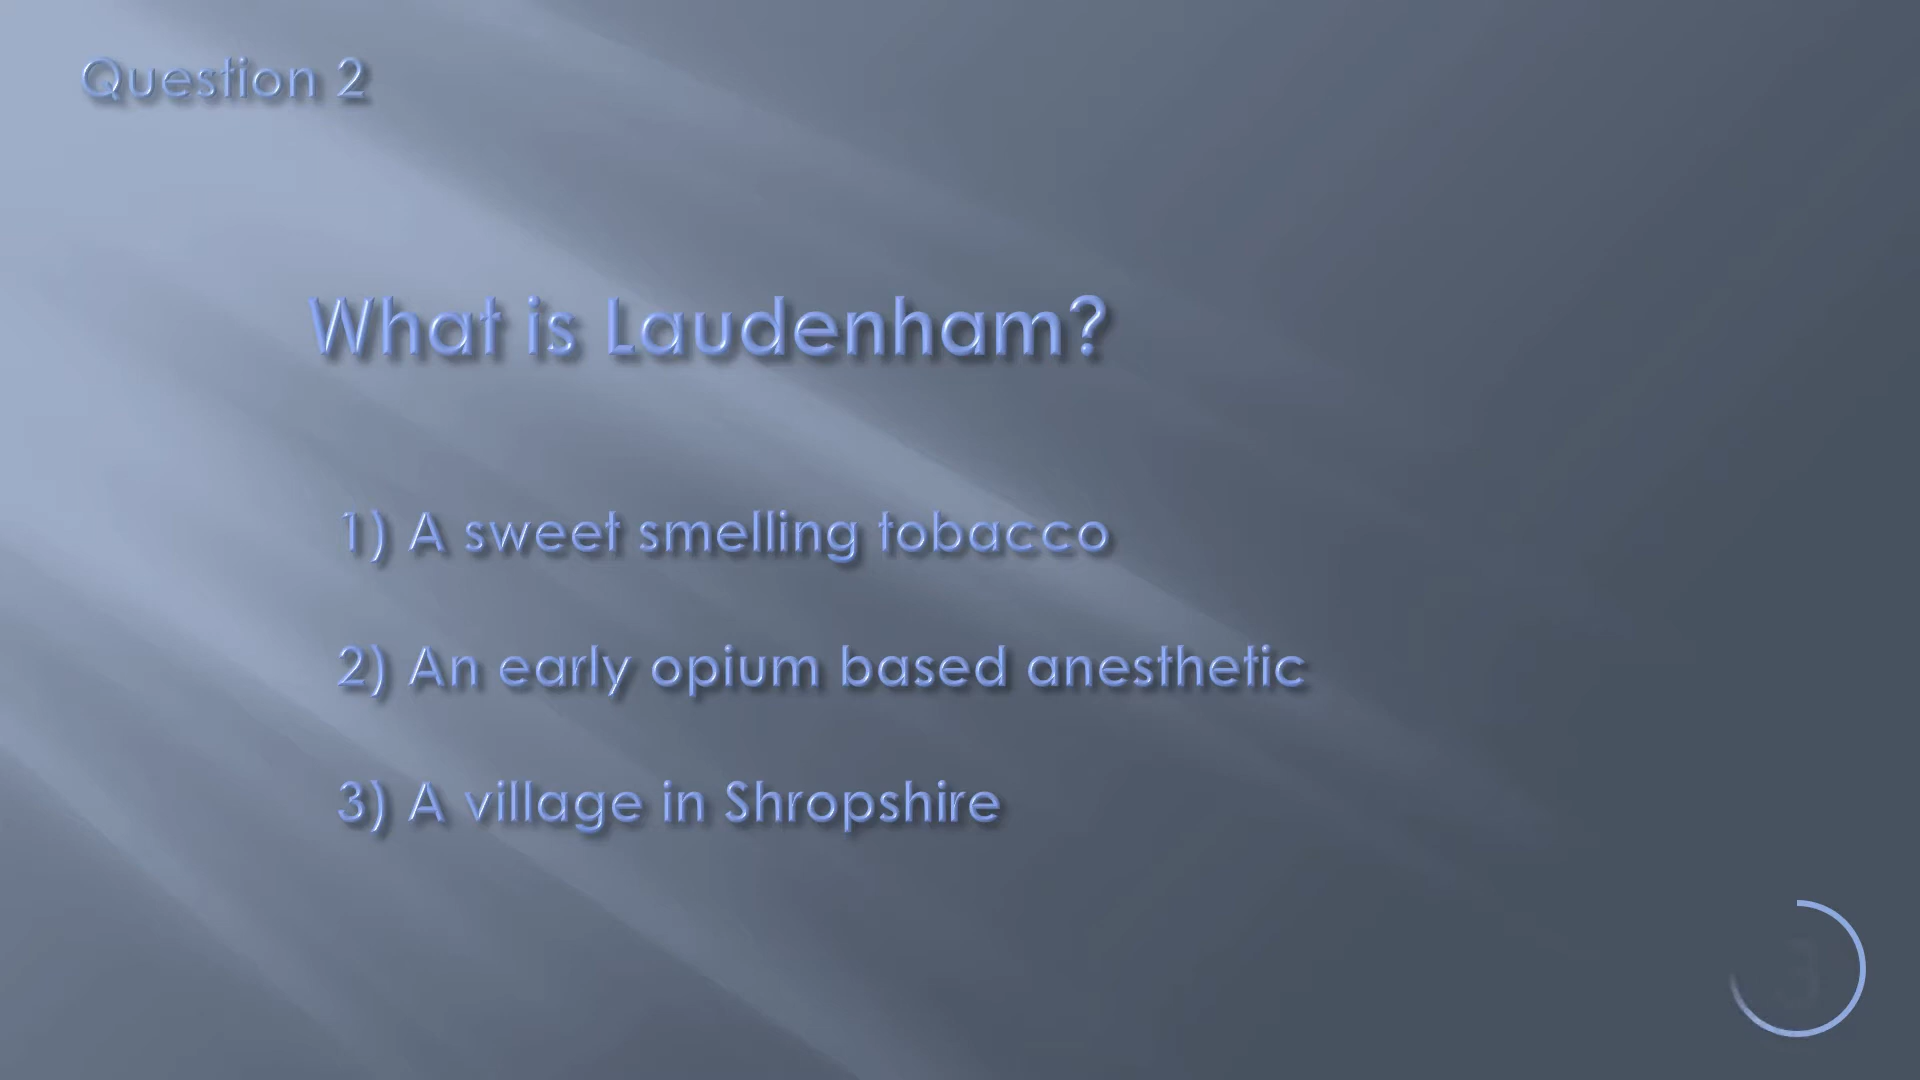 Question 2
What is Laudenham?
1) A sweet smelling tobacco
2) An early opium based anesthetic
3) A village in Shropshire